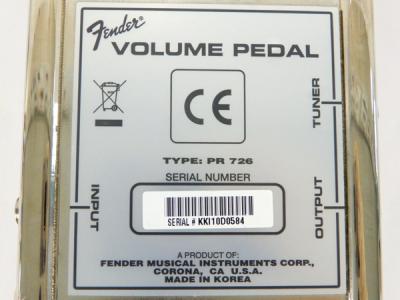 Fender
VOLUME PEDAL
CE
TUNER
TYPE: PR 726
SERIAL NUMBER
SERIAL # KKI10D0584
INPUT
OUTPUT
A PRODUCT OF:
FENDER MUSICAL INSTRUMENTS CORP.,
CORONA, CA U.S.A.
MADE IN KOREA